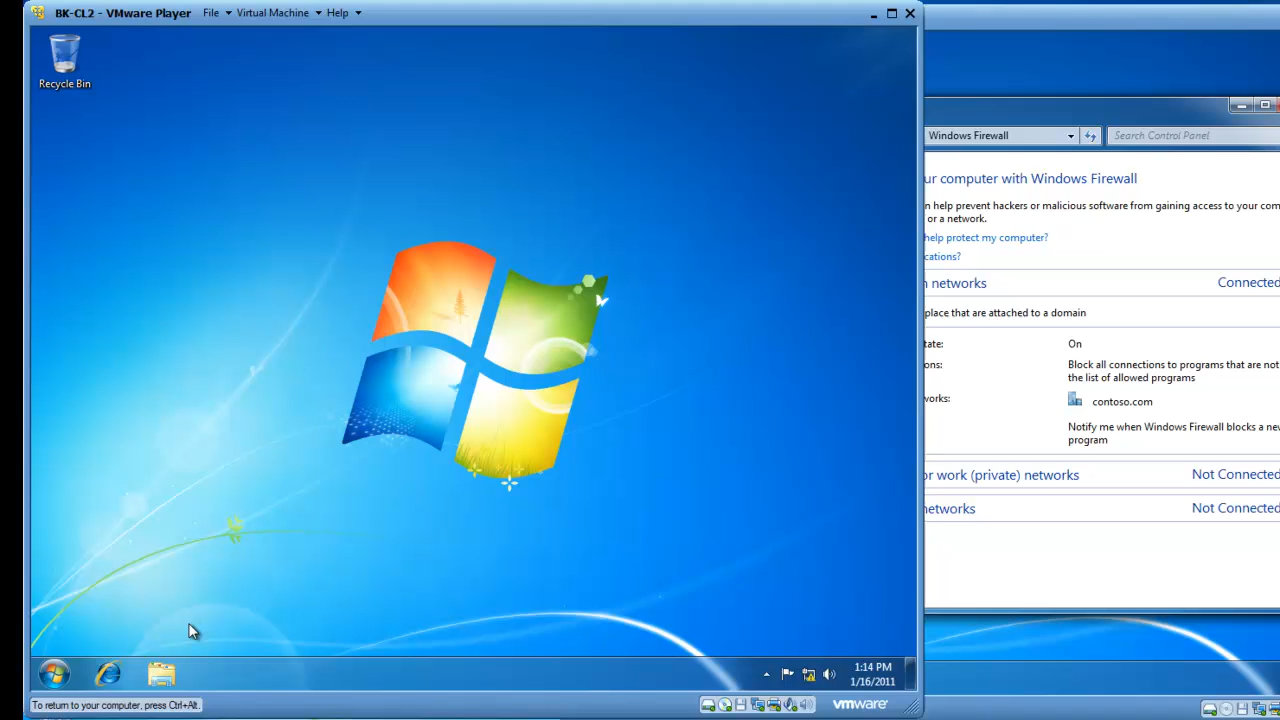 BK-CL2 - VMware Player File Virtual Machine Help
Recycle Bin
Windows Firewall
Search Control Panel
ur computer with Windows Firewall
n help prevent hackers or malicious software from gaining access to your com
or a network.
help protect my computer?
cations?
n networks
Connected
place that are attached to a domain
tate:
On
ons:
Block all connections to programs that are not
the list of allowed programs
works:
contoso.com
Notify me when Windows Firewall blocks a new
program
or work (private) networks
Not Connected
networks
Not Connected
1:14 PM
1/16/2011
To return to your computer, press Ctrl+Alt.
vmware